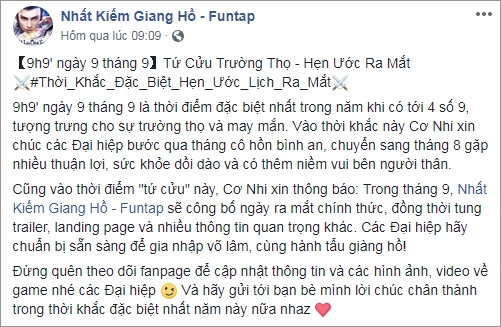 Nhất Kiếm Giang Hồ - Funtap
Hôm qua lúc 09:09
【9h9' ngày 9 tháng 9】Tứ Cửu Trường Thọ - Hẹn Ước Ra Mắt
⚔#Thời_Khắc_Đặc_Biệt_Hẹn_Ước_Lịch_Ra_Mắt⚔
9h9' ngày 9 tháng 9 là thời điểm đặc biệt nhất trong năm khi có tới 4 số 9,
tượng trưng cho sự trường thọ và may mắn. Vào thời khắc này Cơ Nhi xin
chúc các Đại hiệp bước qua tháng cô hồn bình an, chuyển sang tháng 8 gặp
nhiều thuận lợi, sức khỏe dồi dào và có thêm niềm vui bên người thân.
Cũng vào thời điểm "tứ cửu" này, Cơ Nhi xin thông báo: Trong tháng 9, Nhất
Kiếm Giang Hồ - Funtap sẽ công bố ngày ra mắt chính thức, đồng thời tung
trailer, landing page và nhiều thông tin quan trọng khác. Các Đại hiệp hãy
chuẩn bị sẵn sàng để gia nhập võ lâm, cùng hành tẩu giàng hồ!
Đừng quên theo dõi fanpage để cập nhật thông tin và các hình ảnh, video về
game nhé các Đại hiệp 😉 Và hãy gửi tới bạn bè mình lời chúc chân thành
trong thời khắc đặc biệt nhất năm này nữa nhaz ❤